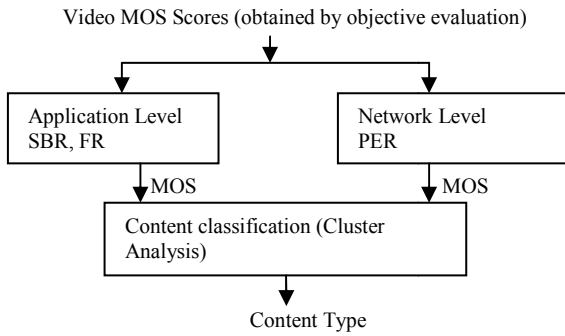 Video MOS Scores (obtained by objective evaluation)
Application Level
SBR, FR
Network Level
PER
MOS
MOS
Content classification (Cluster
Analysis)
Content Type